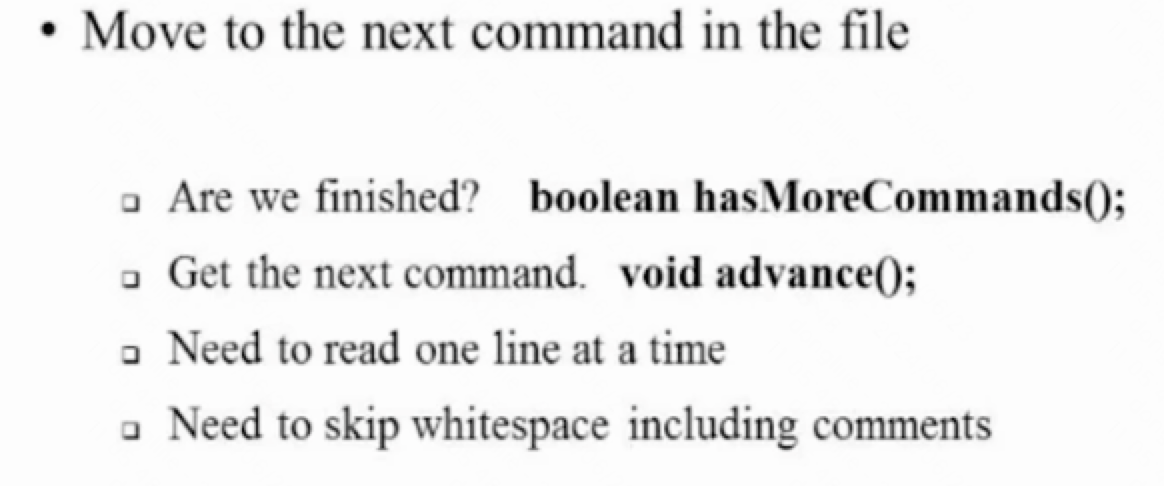 • Move to the next command in the file
❑ Are we finished? boolean hasMoreCommands();
❑ Get the next command. void advance();
❑ Need to read one line at a time
❑ Need to skip whitespace including comments